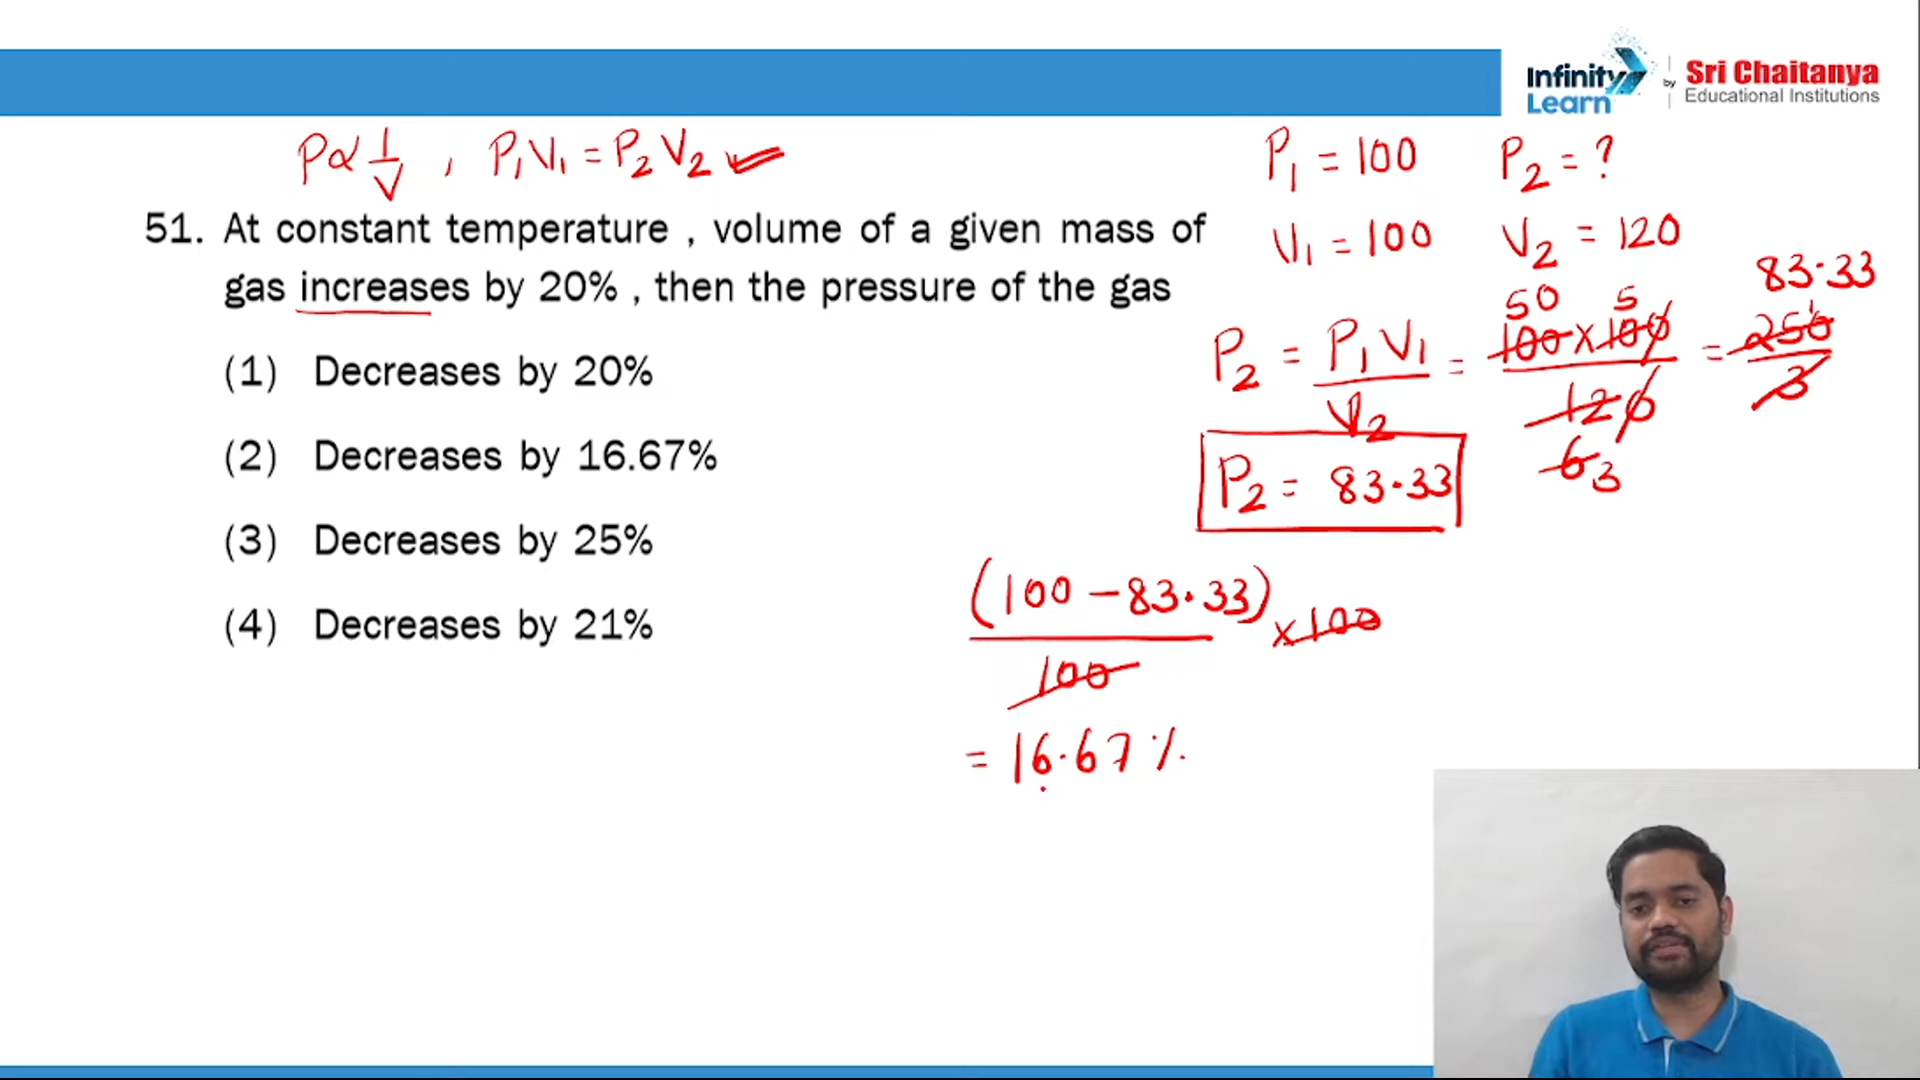 Infinity Learn by Sri Chaitanya Educational Institutions
P ∝ 1/V , P₁V₁ = P₂V₂
P₁ = 100 P₂ = ?
V₁ = 100 V₂ = 120
51. At constant temperature , volume of a given mass of
gas increases by 20% , then the pressure of the gas
(1) Decreases by 20%
(2) Decreases by 16.67%
(3) Decreases by 25%
(4) Decreases by 21%
50 5 83.33
P₂ = P₁V₁/V₂ = 100×100/120 = 250/3
6 3
P₂ = 83.33
(100 – 83.33)/100 ×100
= 16.67 %